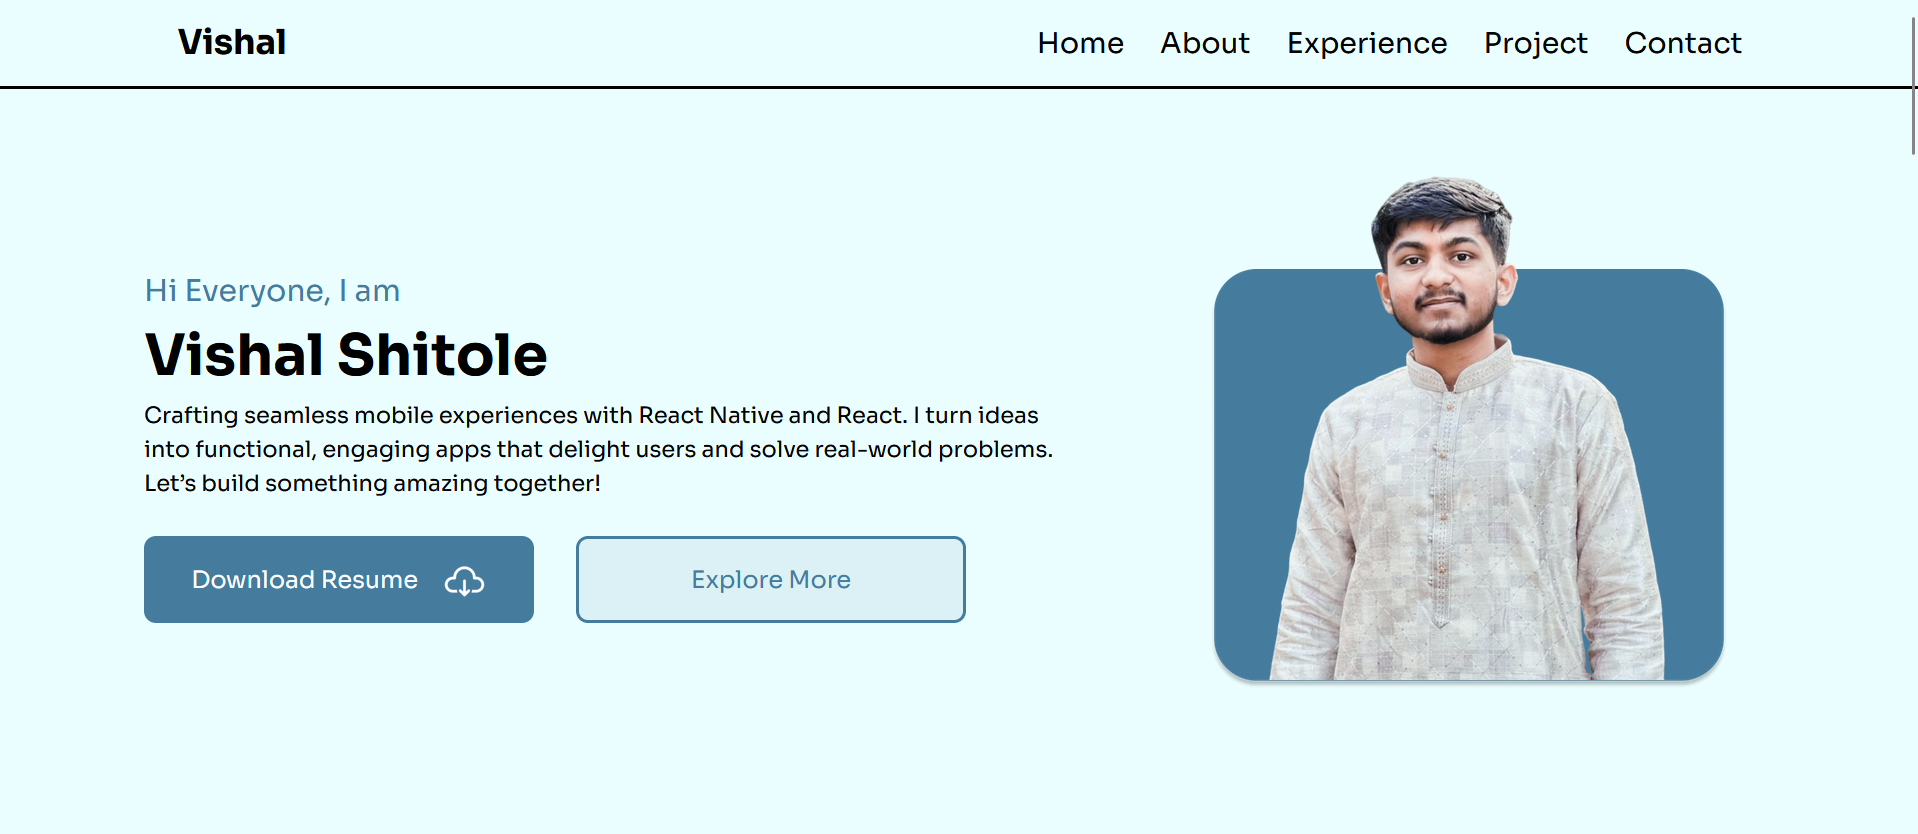 Vishal
Home About Experience Project Contact
Hi Everyone, I am
Vishal Shitole
Crafting seamless mobile experiences with React Native and React. I turn ideas
into functional, engaging apps that delight users and solve real-world problems.
Let’s build something amazing together!
Download Resume
Explore More